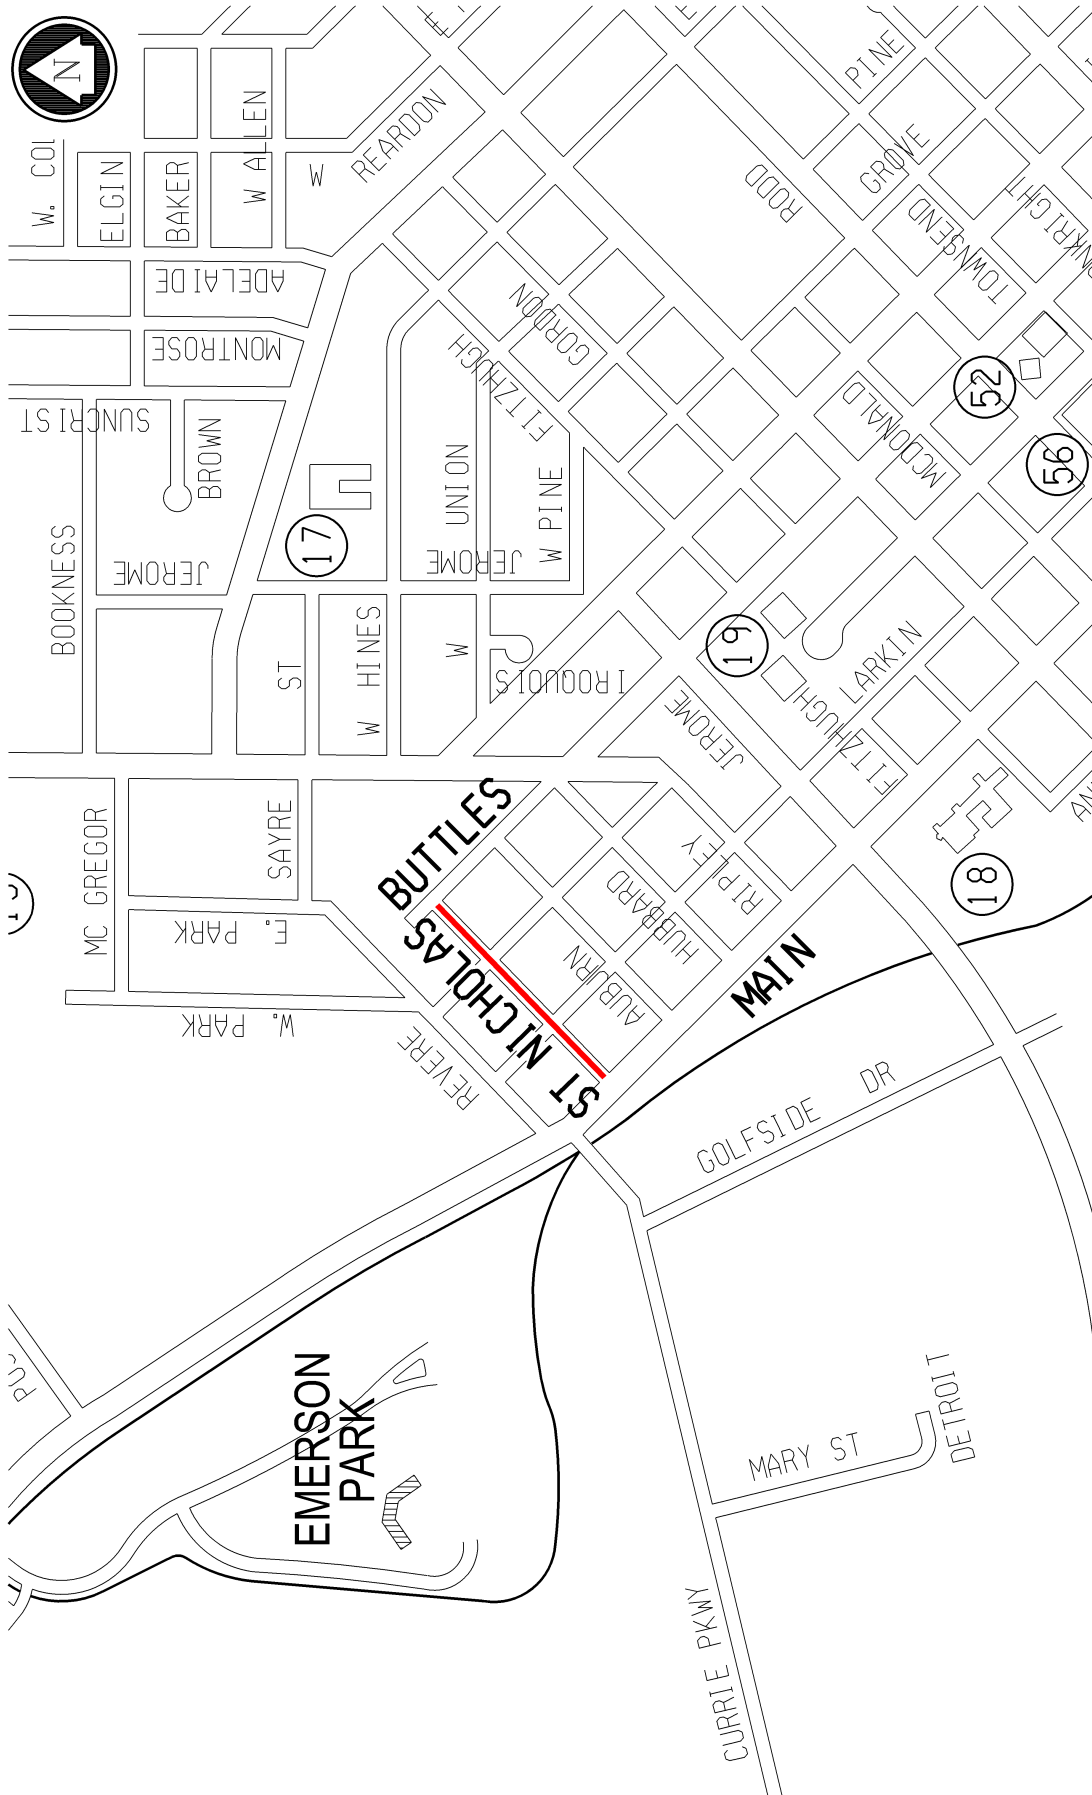 N
W. COL
ELGIN
BAKER
W ALLEN
W
REARDON
PINE
GROVE
RODD
TOWNSEND
ADELAIDE
MONTROSE
SUNCRIST
BROWN
BOOKNESS
JEROME
GORDON
FITZHUGH
W UNION
W PINE
JEROME
MCDONALD
52
56
17
19
ST
W HINES
IROQUOIS
JEROME
LARKIN
FITZHUGH
MC GREGOR
SAYRE
E. PARK
W. PARK
REVERE
BUTTLES
ST NICHOLAS
AUBURN
HUBBARD
RIPLEY
MAIN
18
GOLFSIDE DR
EMERSON
PARK
MARY ST
DETROIT
CURRIE PKWY